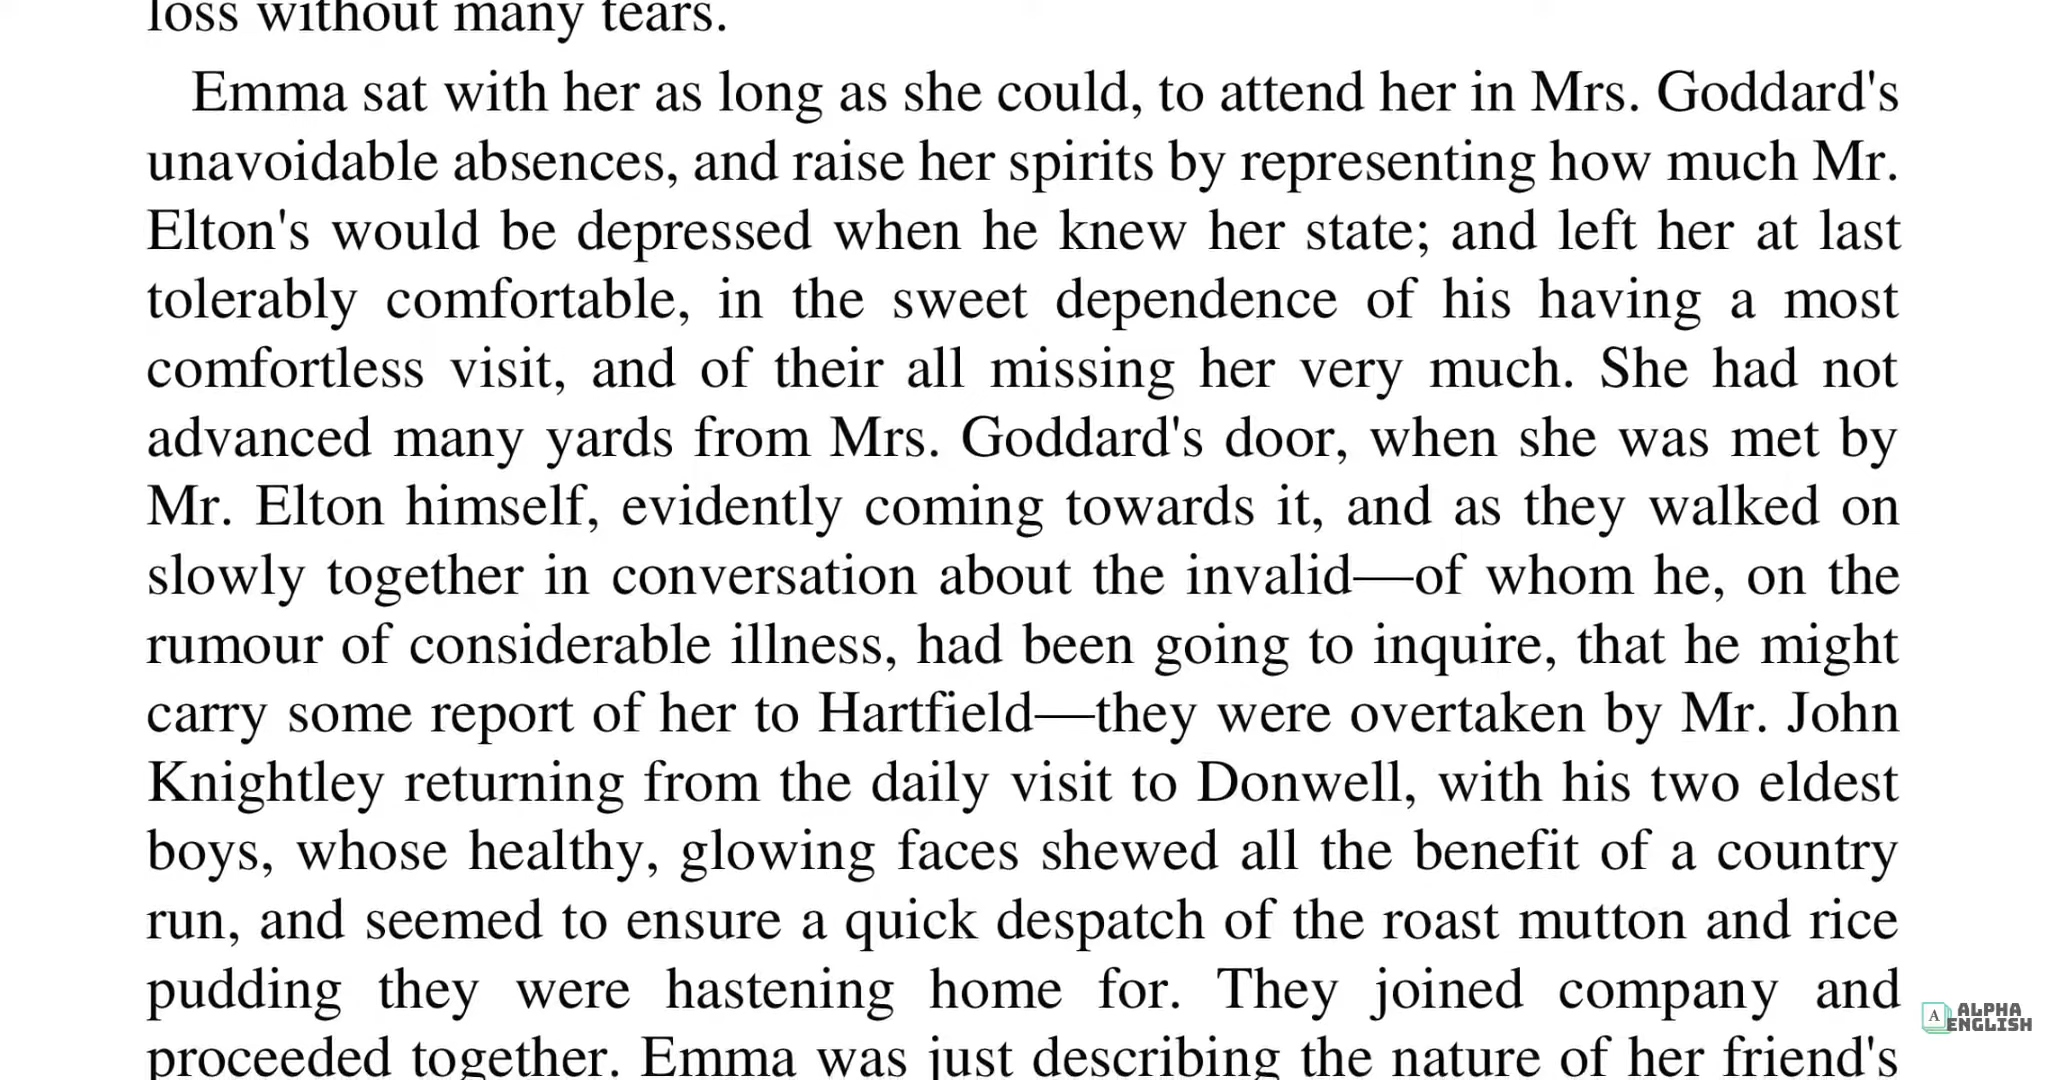 loss without many tears.
Emma sat with her as long as she could, to attend her in Mrs. Goddard's
unavoidable absences, and raise her spirits by representing how much Mr.
Elton's would be depressed when he knew her state; and left her at last
tolerably comfortable, in the sweet dependence of his having a most
comfortless visit, and of their all missing her very much. She had not
advanced many yards from Mrs. Goddard's door, when she was met by
Mr. Elton himself, evidently coming towards it, and as they walked on
slowly together in conversation about the invalid—of whom he, on the
rumour of considerable illness, had been going to inquire, that he might
carry some report of her to Hartfield—they were overtaken by Mr. John
Knightley returning from the daily visit to Donwell, with his two eldest
boys, whose healthy, glowing faces shewed all the benefit of a country
run, and seemed to ensure a quick despatch of the roast mutton and rice
pudding they were hastening home for. They joined company and
proceeded together. Emma was just describing the nature of her friend's
A ALPHA
ENGLISH